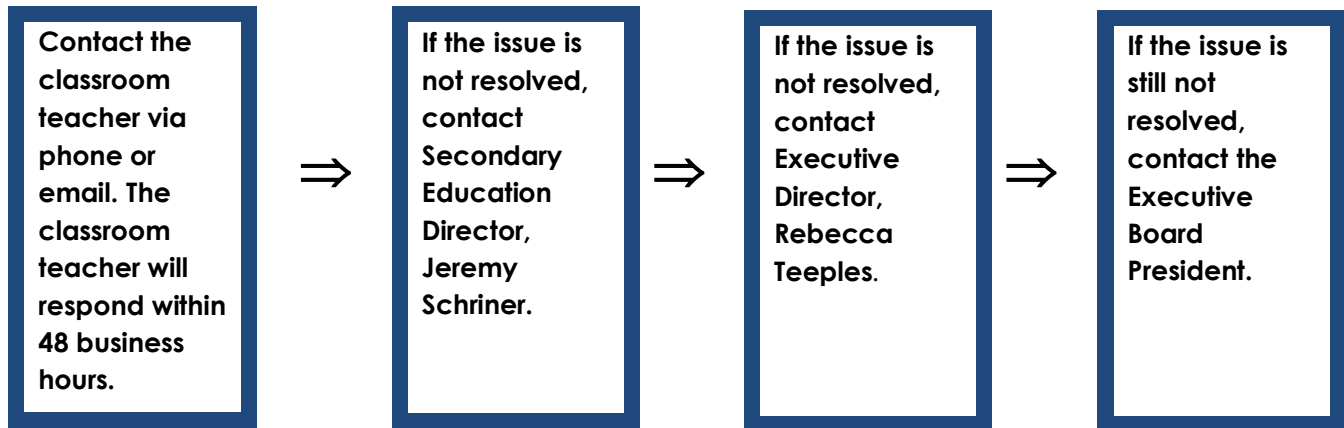 Contact the
classroom
teacher via
phone or
email. The
classroom
teacher will
respond within
48 business
hours.
⇒
If the issue is
not resolved,
contact
Secondary
Education
Director,
Jeremy
Schriner.
⇒
If the issue is
not resolved,
contact
Executive
Director,
Rebecca
Teeples.
⇒
If the issue is
still not
resolved,
contact the
Executive
Board
President.